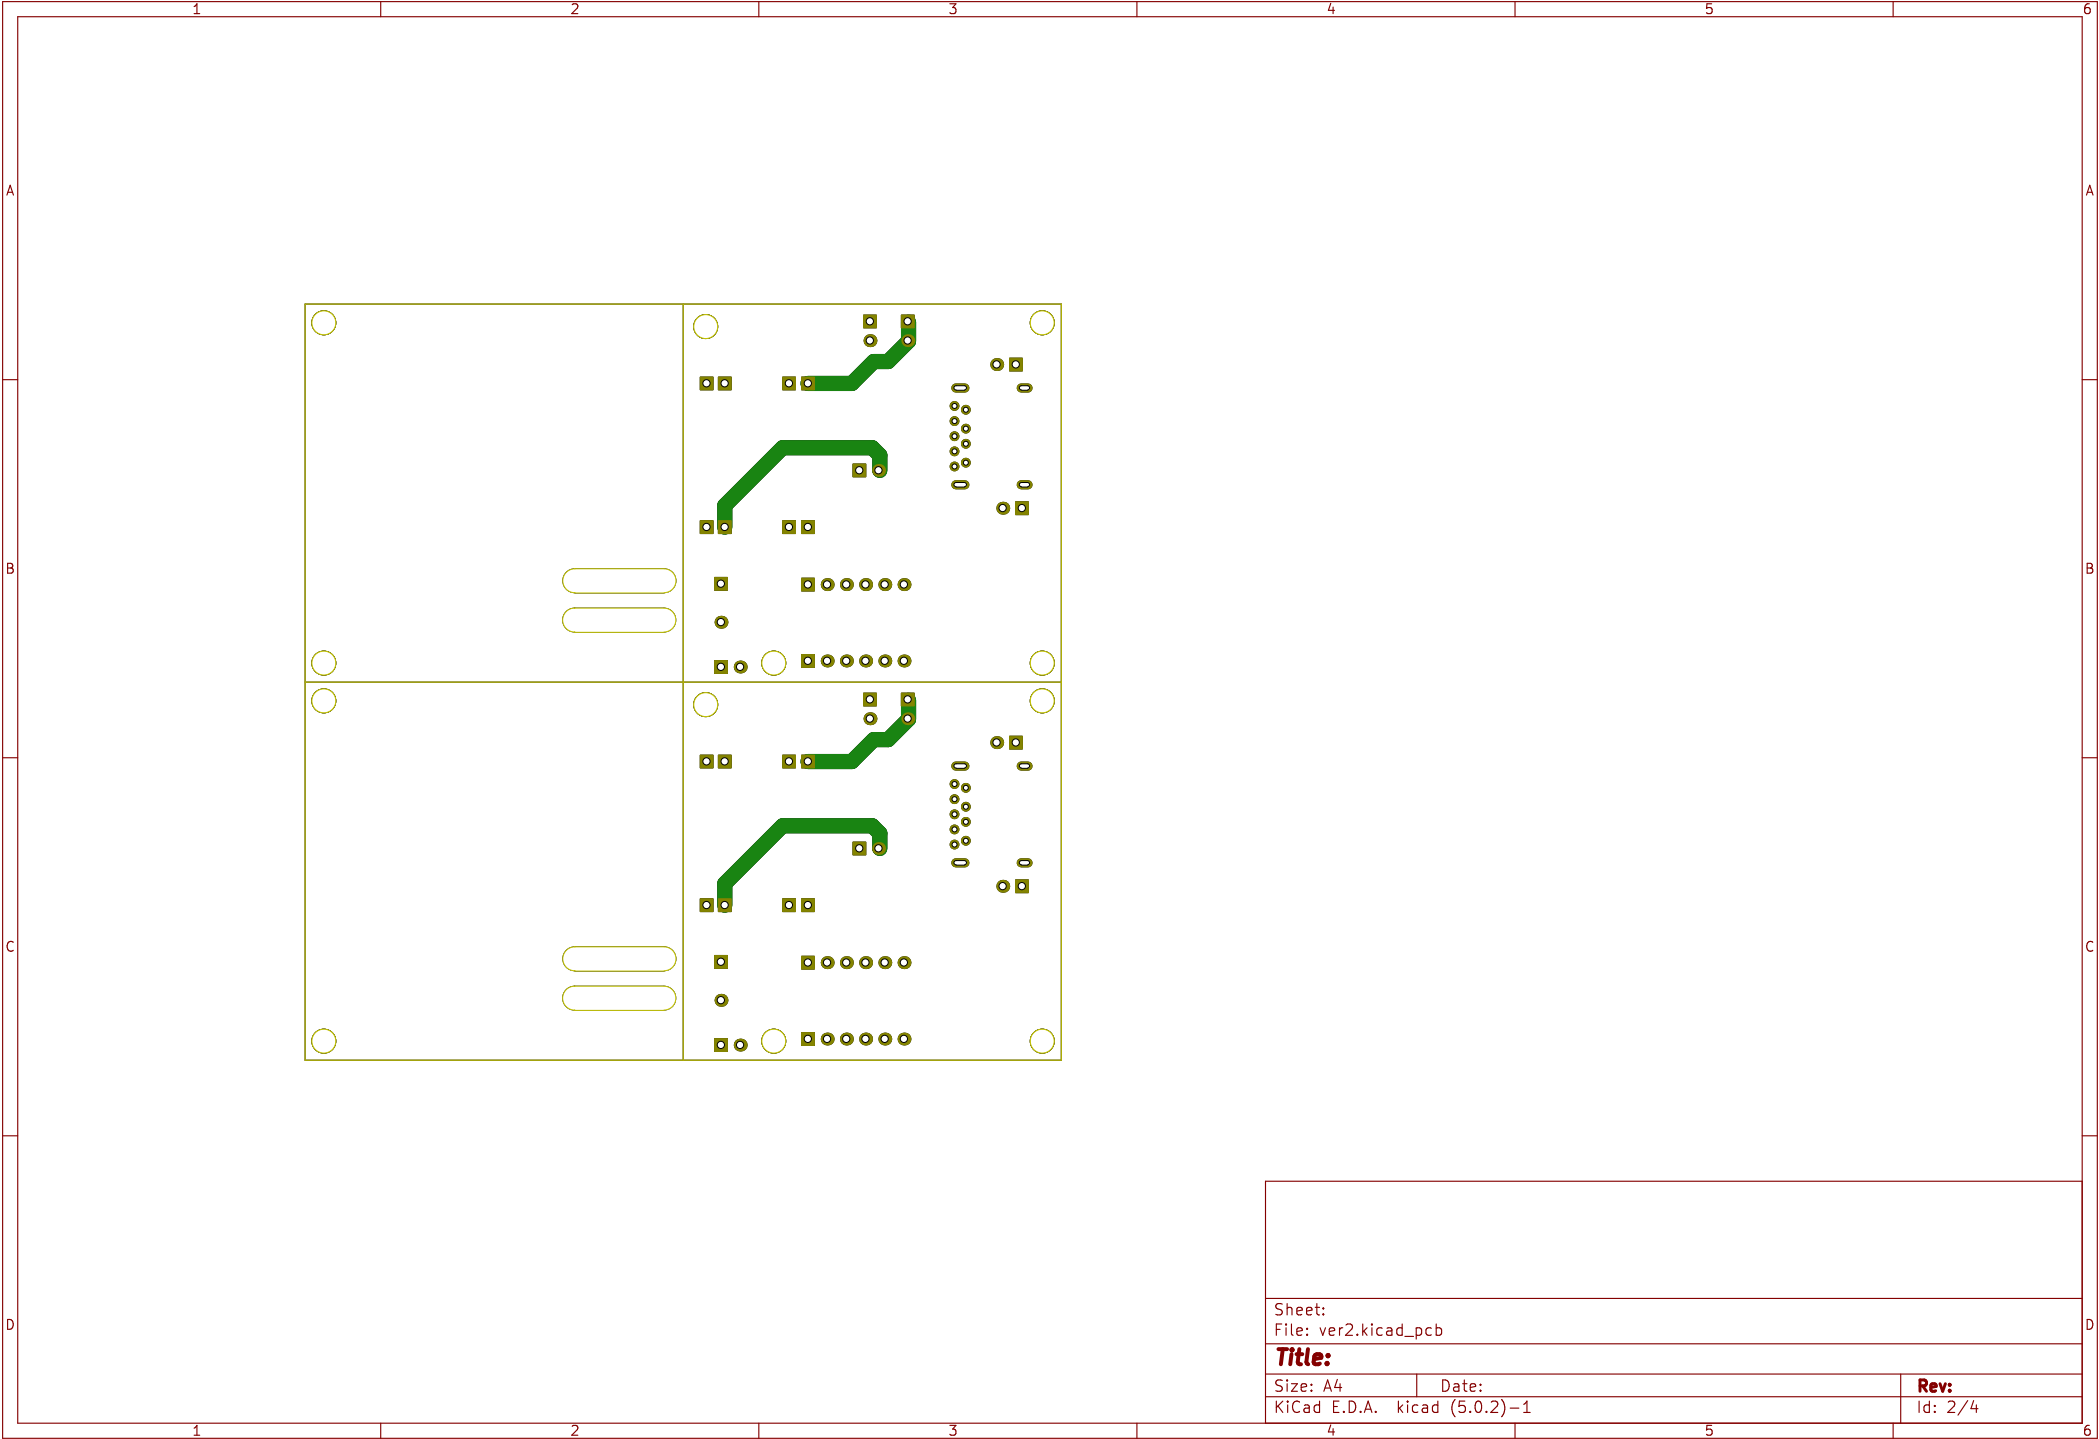 1 2 3 4 5 6
A A
B B
C C
Sheet:
File: ver2.kicad_pcb
D D
Title:
Size: A4 Date: Rev:
KiCad E.D.A. kicad (5.0.2)-1 Id: 2/4
1 2 3 4 5 6